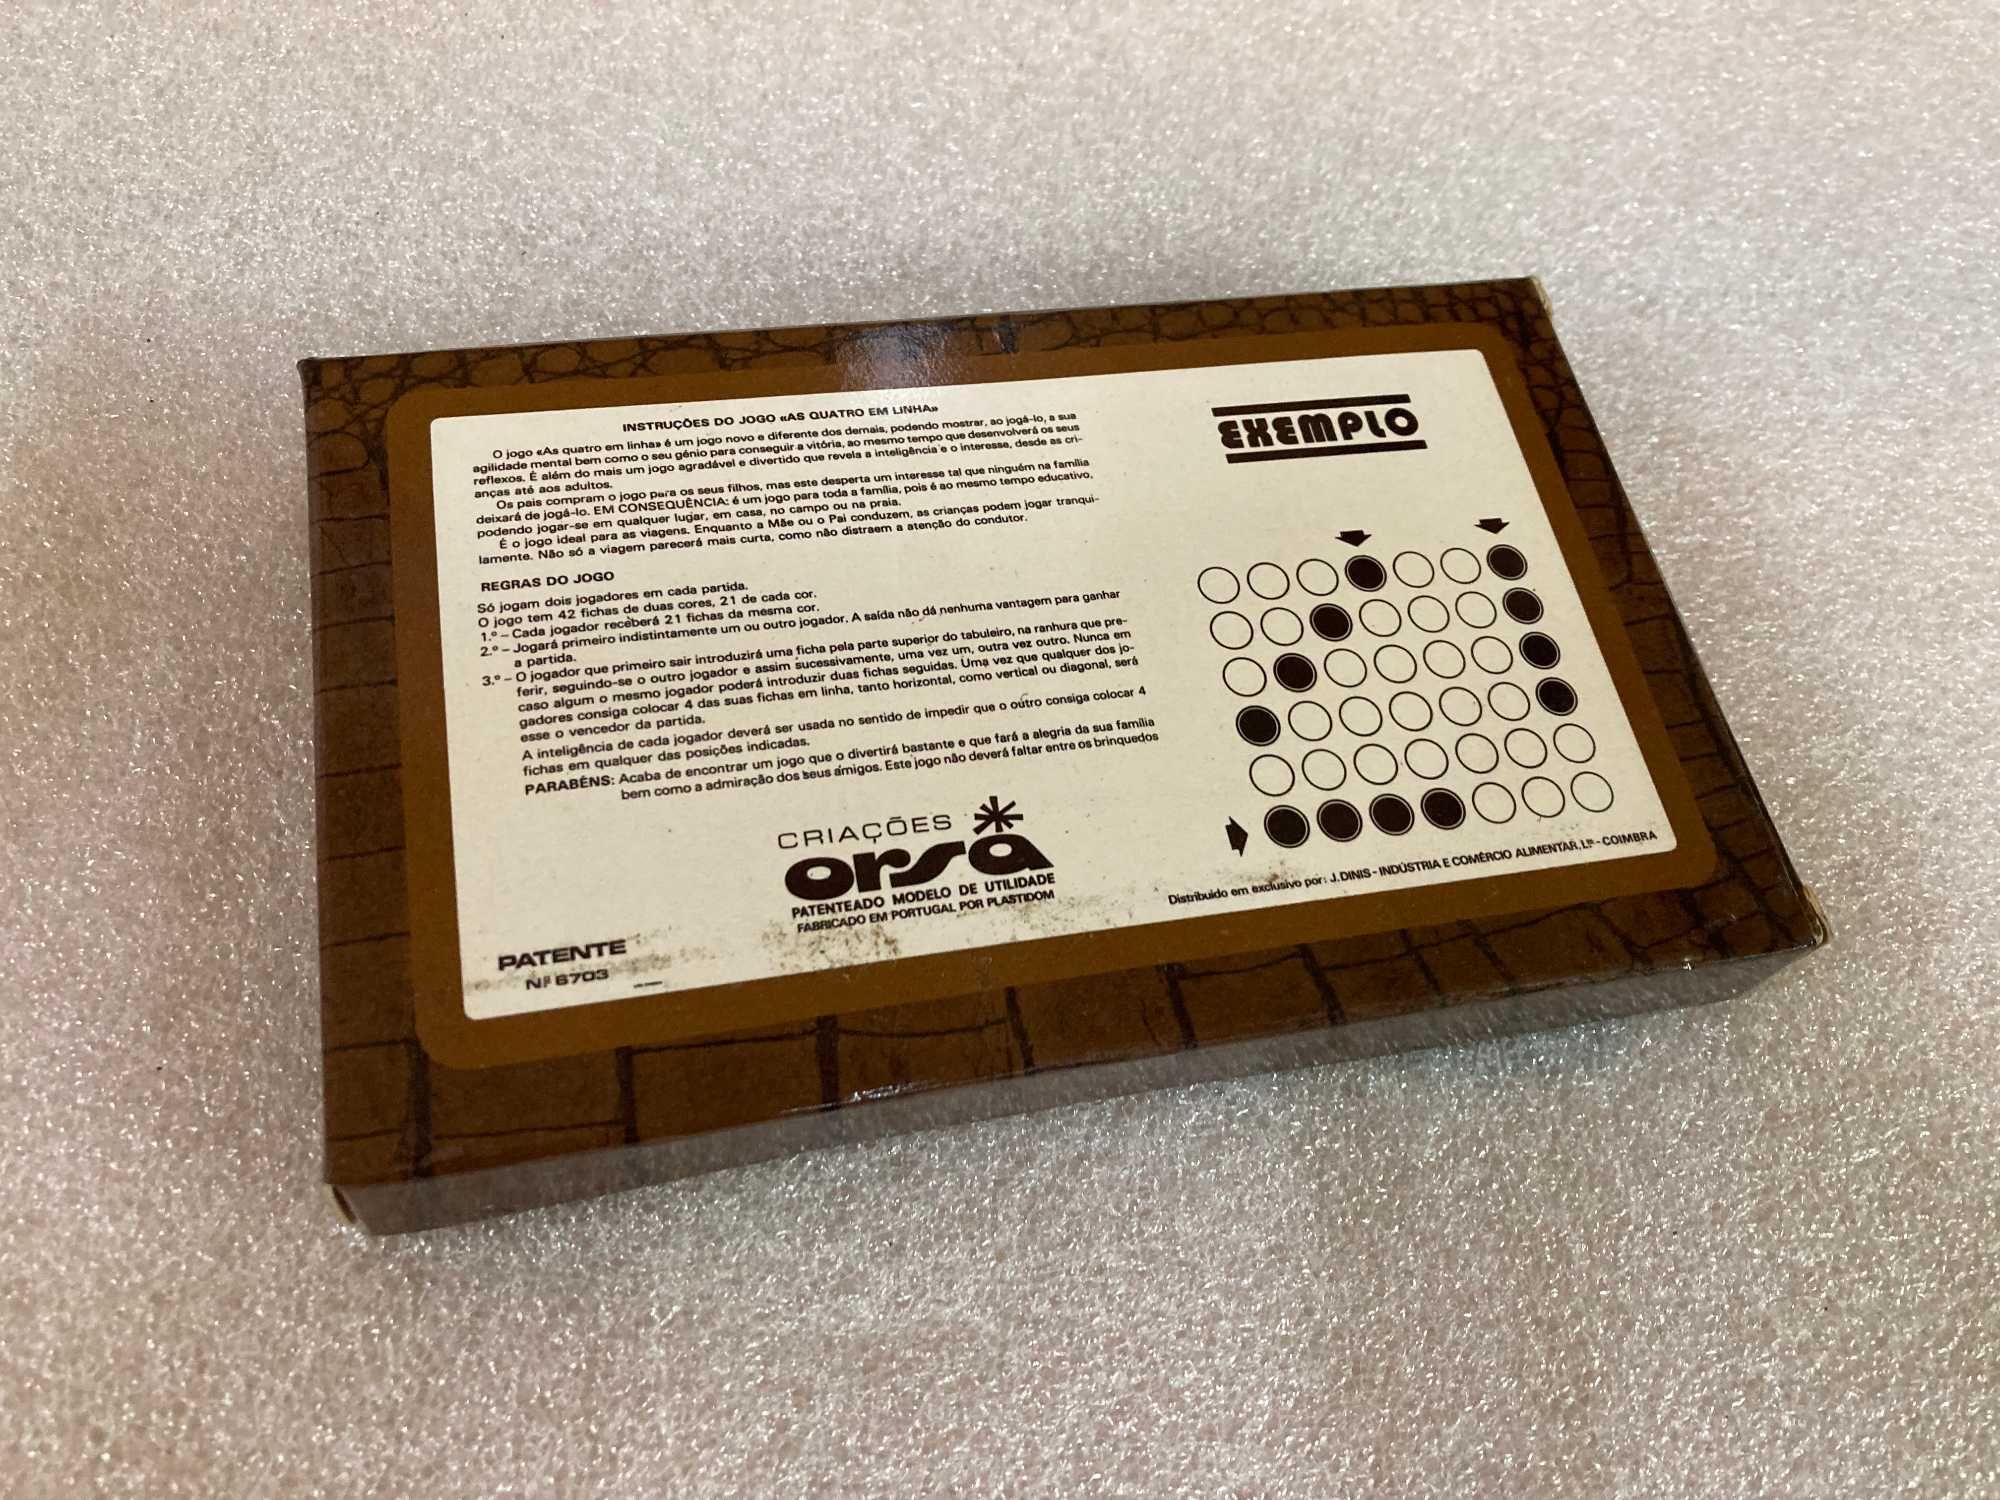 INSTRUÇÕES DO JOGO «AS QUATRO EM LINHA»
O jogo «As quatro em linha» é um jogo novo e diferente dos demais, podendo mostrar, ao jogá-lo, a sua
agilidade mental bem como o seu génio para conseguir a vitória, ao mesmo tempo que desenvolverá os seus
reflexos. É além do mais um jogo agradável e divertido que revela a inteligência e o interesse, desde as cri-
anças até aos adultos.
Os pais compram o jogo para os seus filhos, mas este desperta um interesse tal que ninguém na família
deixará de jogá-lo. EM CONSEQUÊNCIA: é um jogo para toda a família, pois é ao mesmo tempo educativo,
podendo jogar-se em qualquer lugar, em casa, no campo ou na praia.
É o jogo ideal para as viagens. Enquanto a Mãe ou o Pai conduzem, as crianças podem jogar tranqui-
lamente. Não só a viagem parecerá mais curta, como não distraem a atenção do condutor.
REGRAS DO JOGO
Só jogam dois jogadores em cada partida.
O jogo tem 42 fichas de duas cores, 21 de cada cor.
1.º – Cada jogador receberá 21 fichas da mesma cor.
2.º – Jogará primeiro indistintamente um ou outro jogador. A saída não dá nenhuma vantagem para ganhar
a partida.
3.º – O jogador que primeiro sair introduzirá uma ficha pela parte superior do tabuleiro, na ranhura que pre-
ferir, seguindo-se o outro jogador e assim sucessivamente, uma vez um, outra vez outro. Nunca em
caso algum o mesmo jogador poderá introduzir duas fichas seguidas. Uma vez que qualquer dos jo-
gadores consiga colocar 4 das suas fichas em linha, tanto horizontal, como vertical ou diagonal, será
esse o vencedor da partida.
A inteligência de cada jogador deverá ser usada no sentido de impedir que o outro consiga colocar 4
fichas em qualquer das posições indicadas.
PARABÉNS: Acaba de encontrar um jogo que o divertirá bastante e que fará a alegria da sua família
bem como a admiração dos seus amigos. Este jogo não deverá faltar entre os brinquedos
CRIAÇÕES
orsa
PATENTEADO MODELO DE UTILIDADE
FABRICADO EM PORTUGAL POR PLASTIDOM
PATENTE
Nº 6703
EXEMPLO
Distribuido em exclusivo por: J. DINIS - INDÚSTRIA E COMÉRCIO ALIMENTAR, Lda - COIMBRA